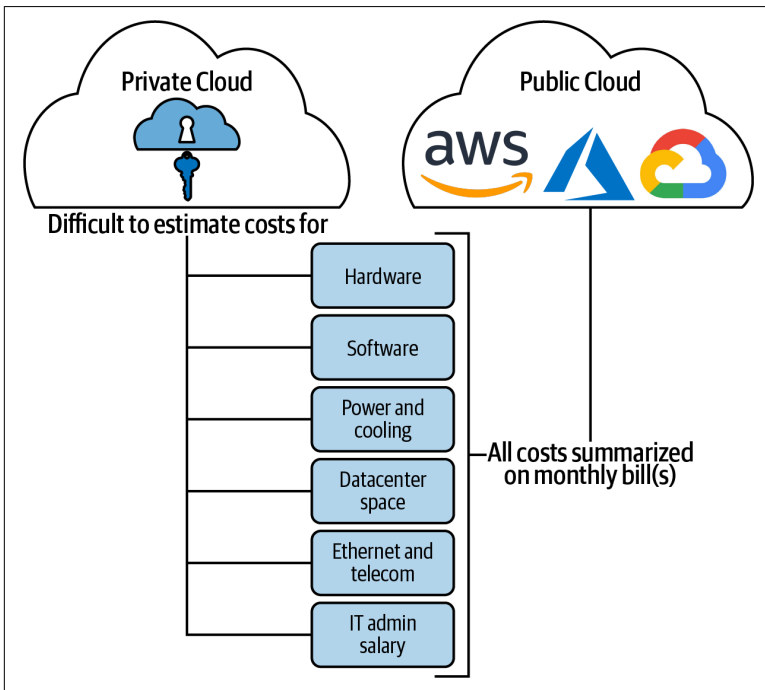 Private Cloud
Public Cloud
aws
Difficult to estimate costs for
Hardware
Software
Power and
cooling
Datacenter
space
Ethernet and
telecom
IT admin
salary
All costs summarized
on monthly bill(s)